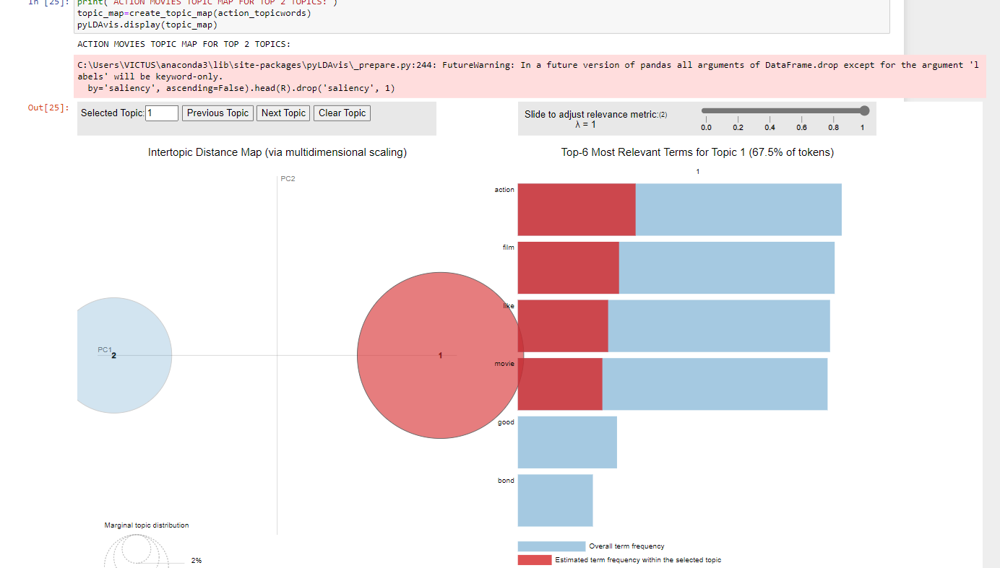 In [25]: print("ACTION MOVIES TOPIC MAP FOR TOP 2 TOPICS: ")
topic_map=create_topic_map(action_topicwords)
pyLDAvis.display(topic_map)
ACTION MOVIES TOPIC MAP FOR TOP 2 TOPICS:
C:\Users\VICTUS\anaconda3\lib\site-packages\pyLDAvis\_prepare.py:244: FutureWarning: In a future version of pandas all arguments of DataFrame.drop except for the argument 'l
abels' will be keyword-only.
by='saliency', ascending=False).head(R).drop('saliency', 1)
Out[25]:
Selected Topic: 1 Previous Topic Next Topic Clear Topic
Slide to adjust relevance metric:(2)
λ = 1
0.0 0.2 0.4 0.6 0.8 1
Intertopic Distance Map (via multidimensional scaling)
PC2
PC1
2
1
Marginal topic distribution
2%
Top-6 Most Relevant Terms for Topic 1 (67.5% of tokens)
1
action
film
like
movie
good
bond
Overall term frequency
Estimated term frequency within the selected topic